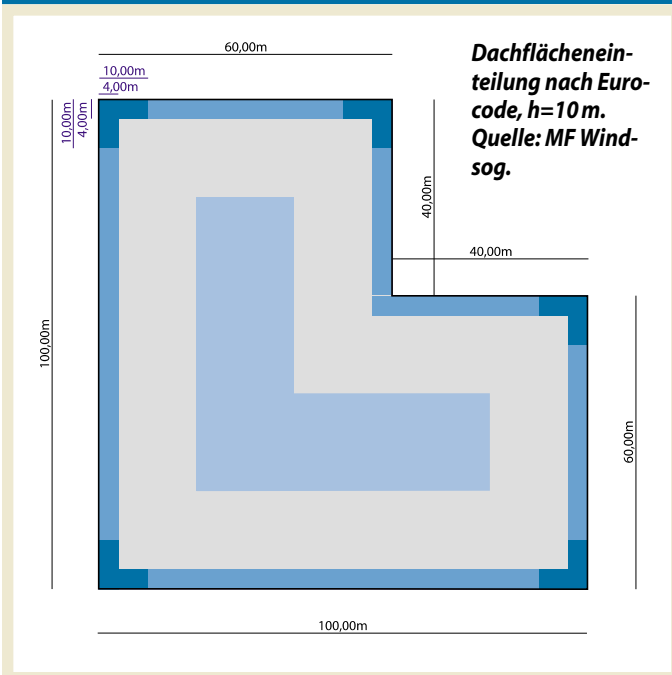 60,00m
Dachflächenein-
teilung nach Euro-
code, h=10 m.
Quelle: MF Wind-
sog.
10,00m
4,00m
10,00m
4,00m
40,00m
40,00m
100,00m
60,00m
100,00m